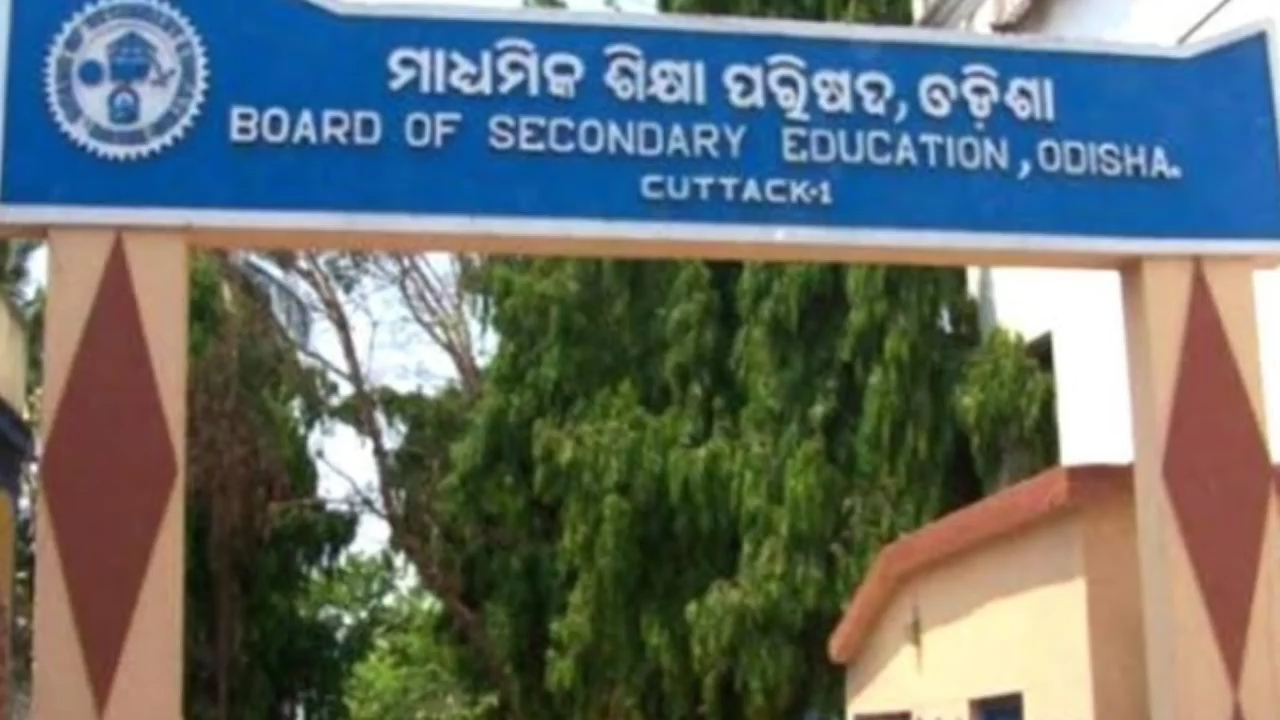 ମାଧ୍ୟମିକ ଶିକ୍ଷା ପରିଷଦ, ଓଡ଼ିଶା
BOARD OF SECONDARY EDUCATION, ODISHA.
CUTTACK-1